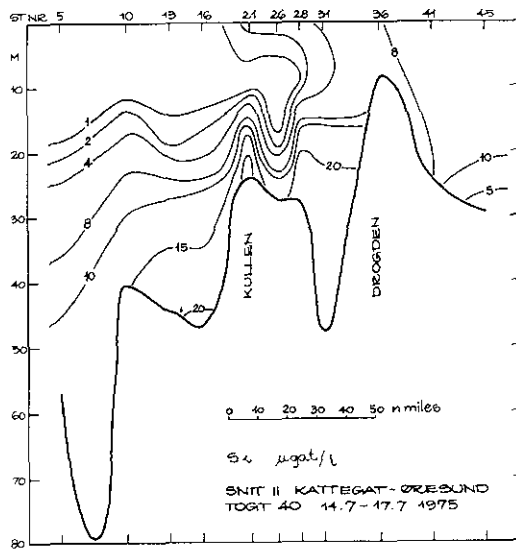 ST.NR. 5 10 13 16 21 26 28 31 36 41 45
M
10
20
30
40
50
60
70
80
1
2
4
8
10
15
20
20
8
10
5
KULLEN
DROGDEN
0 10 20 30 40 50 n miles
Si µgat/l
SNIT II KATTEGAT-ØRESUND
TOGT 40 14.7-17.7 1975